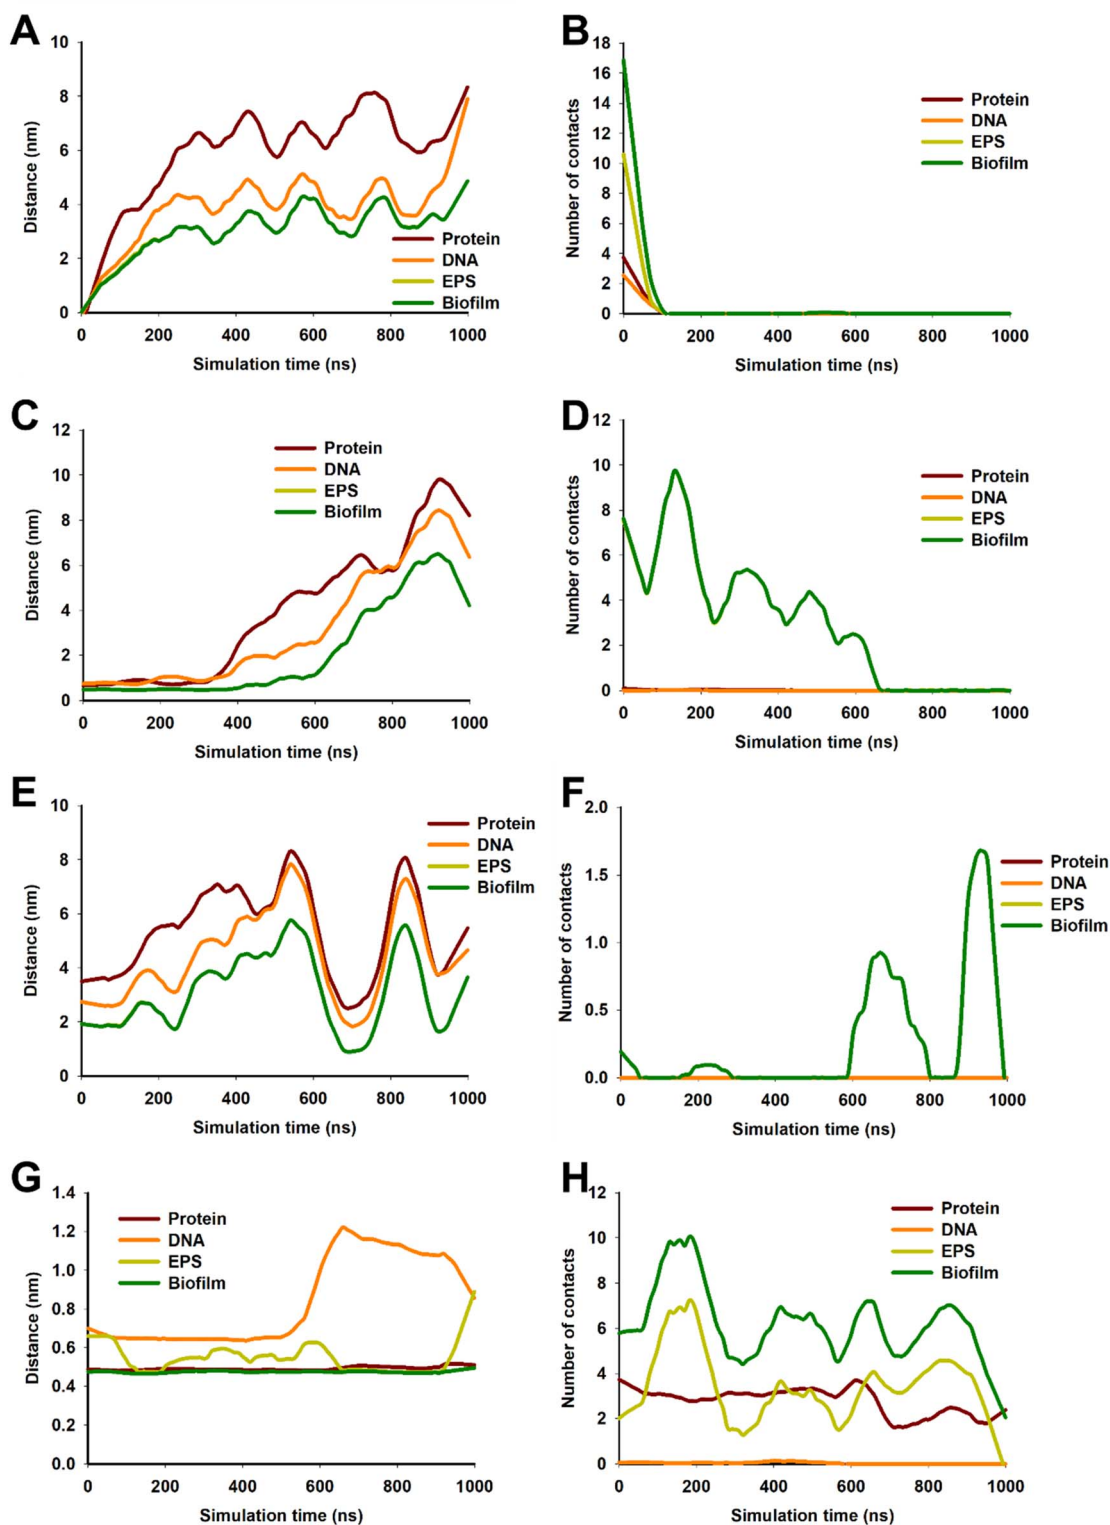 A
10
8
6
4
2
0
Distance (nm)
0 200 400 600 800 1000
Simulation time (ns)
Protein
DNA
EPS
Biofilm
B
18
16
14
12
10
8
6
4
2
0
Number of contacts
0 200 400 600 800 1000
Simulation time (ns)
Protein
DNA
EPS
Biofilm
C
12
10
8
6
4
2
0
Distance (nm)
0 200 400 600 800 1000
Simulation time (ns)
Protein
DNA
EPS
Biofilm
D
12
10
8
6
4
2
0
Number of contacts
0 200 400 600 800 1000
Simulation time (ns)
Protein
DNA
EPS
Biofilm
E
10
8
6
4
2
0
Distance (nm)
0 200 400 600 800 1000
Simulation time (ns)
Protein
DNA
EPS
Biofilm
F
2.0
1.5
1.0
0.5
0.0
Number of contacts
0 200 400 600 800 1000
Simulation time (ns)
Protein
DNA
EPS
Biofilm
G
1.4
1.2
1.0
0.8
0.6
0.4
0.2
0.0
Distance (nm)
0 200 400 600 800 1000
Simulation time (ns)
Protein
DNA
EPS
Biofilm
H
12
10
8
6
4
2
0
Number of contacts
0 200 400 600 800 1000
Simulation time (ns)
Protein
DNA
EPS
Biofilm